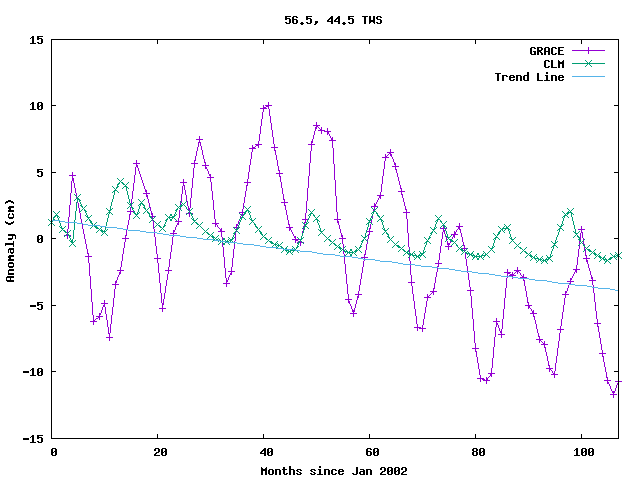 56.5, 44.5 TWS
GRACE
CLM
Trend Line
15
10
5
0
-5
-10
-15
Anomaly (cm)
0 20 40 60 80 100
Months since Jan 2002